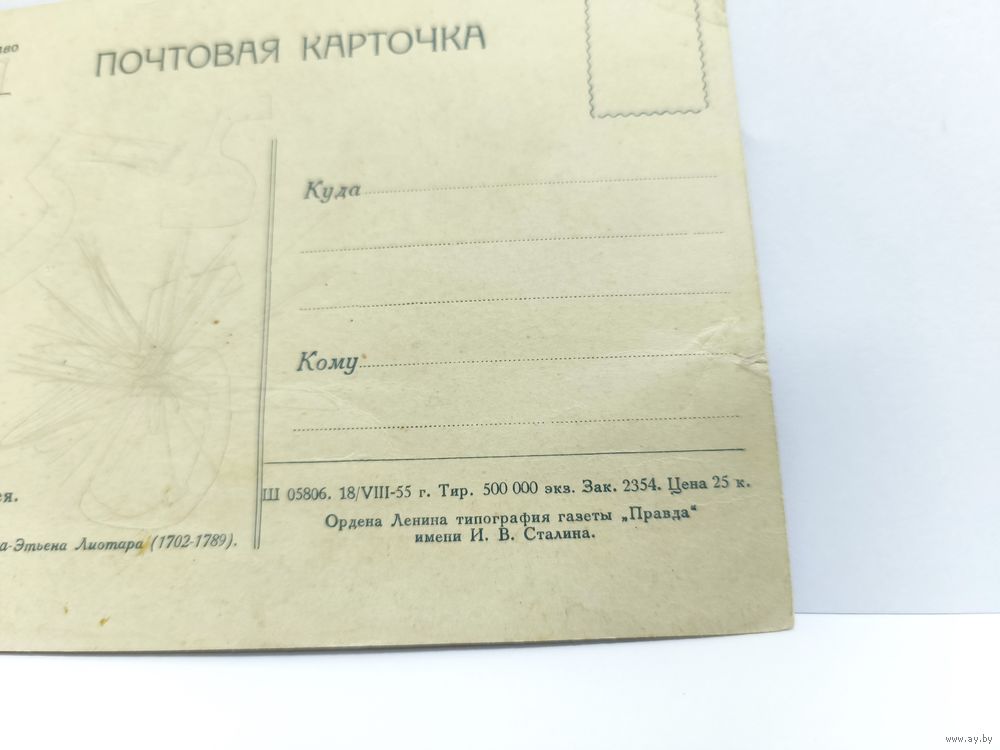 ПОЧТОВАЯ КАРТОЧКА
Куда
Кому
Ш 05806. 18/VIII-55 г. Тир. 500 000 экз. Зак. 2354. Цена 25 к.
Ордена Ленина типография газеты „Правда“
имени И. В. Сталина.
ея.
а-Этьена Лиотара (1702-1789).
www.ay.by